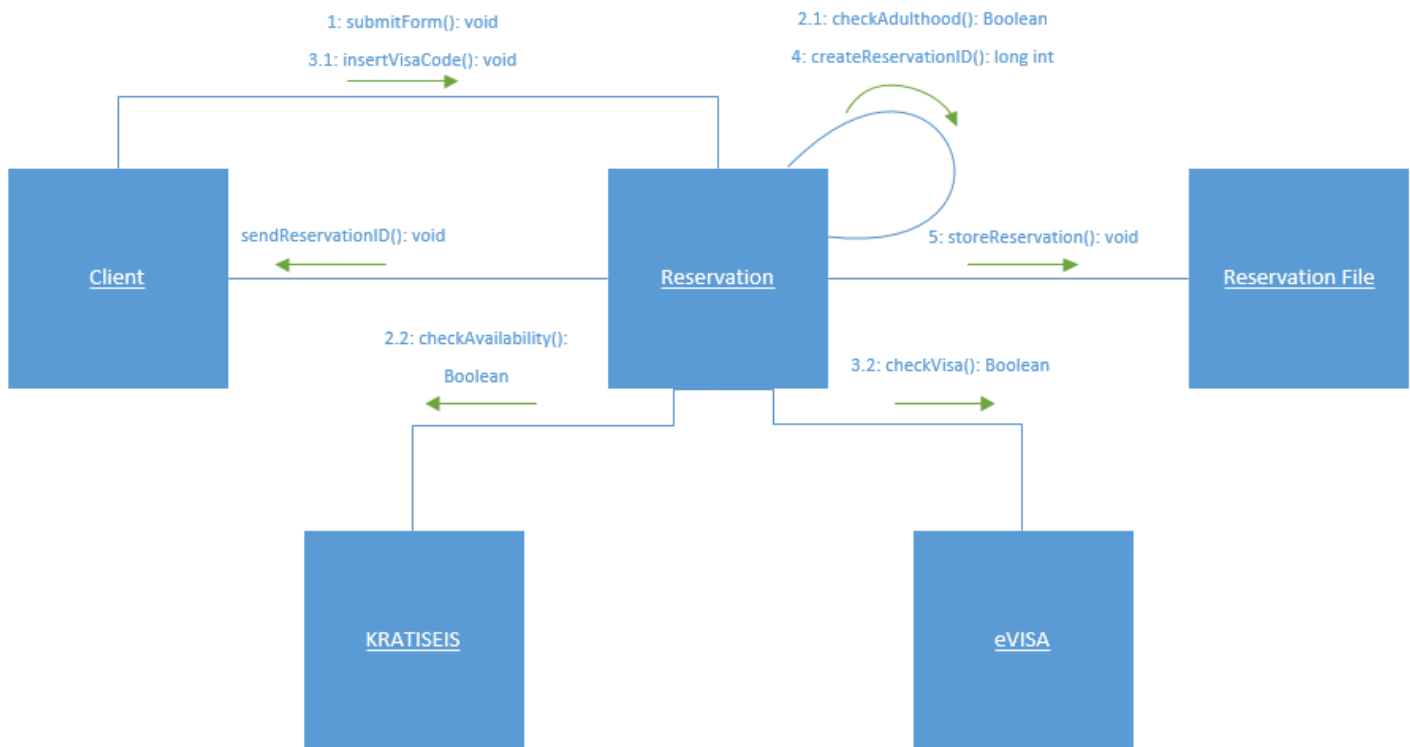 1: submitForm(): void
3.1: insertVisaCode(): void
2.1: checkAdulthood(): Boolean
4: createReservationID(): long int
sendReservationID(): void
5: storeReservation(): void
Client
Reservation
Reservation File
2.2: checkAvailability():
Boolean
3.2: checkVisa(): Boolean
KRATISEIS
eVISA